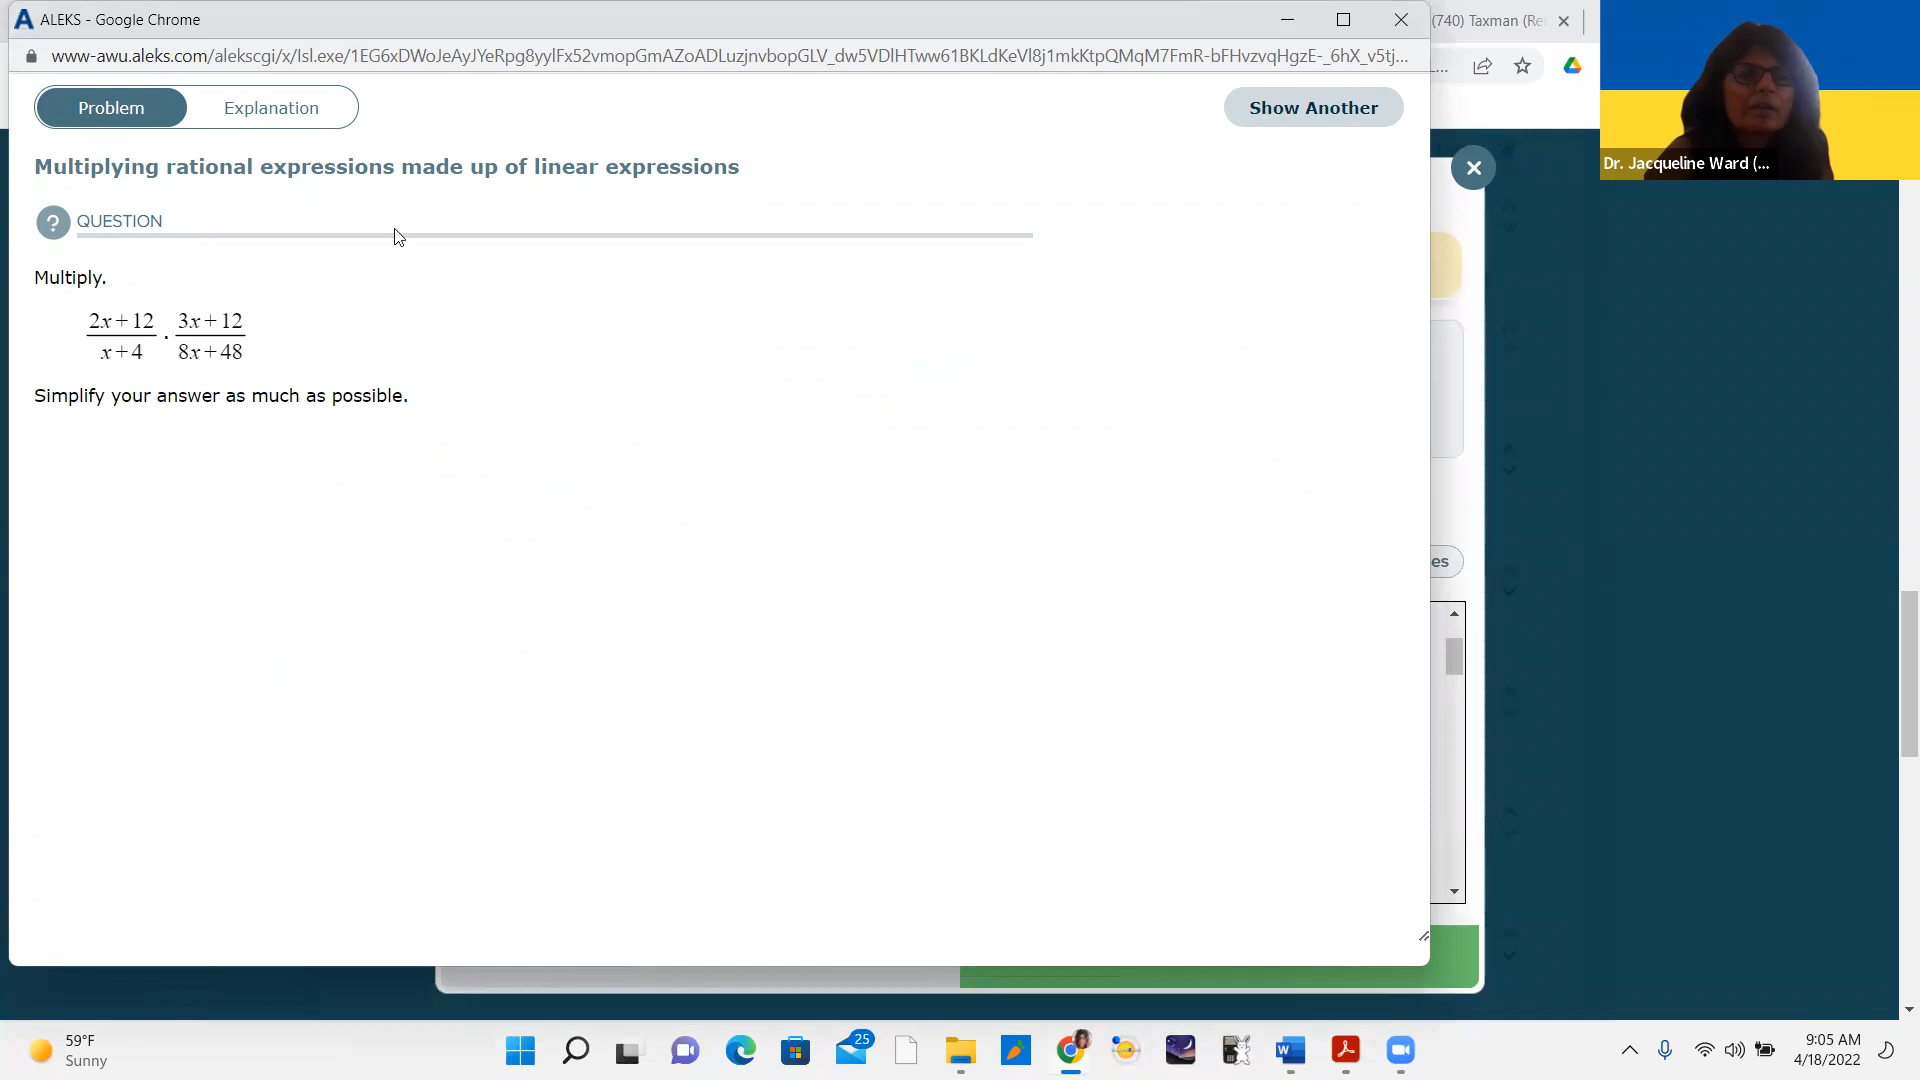 ALEKS - Google Chrome
(740) Taxman (Re
www-awu.aleks.com/alekscgi/x/Isl.exe/1EG6xDWoJeAyJYeRpg8yylFx52vmopGmAZoADLuzjnvbopGLV_dw5VDlHTww61BKLdKeVl8j1mkKtpQMqM7FmR-bFHvzvqHgzE-_6hX_v5tj...
Problem
Explanation
Show Another
Dr. Jacqueline Ward (...
Multiplying rational expressions made up of linear expressions
? QUESTION
Multiply.
2x+12 / x+4 · 3x+12 / 8x+48
Simplify your answer as much as possible.
es
59°F
Sunny
25
9:05 AM
4/18/2022